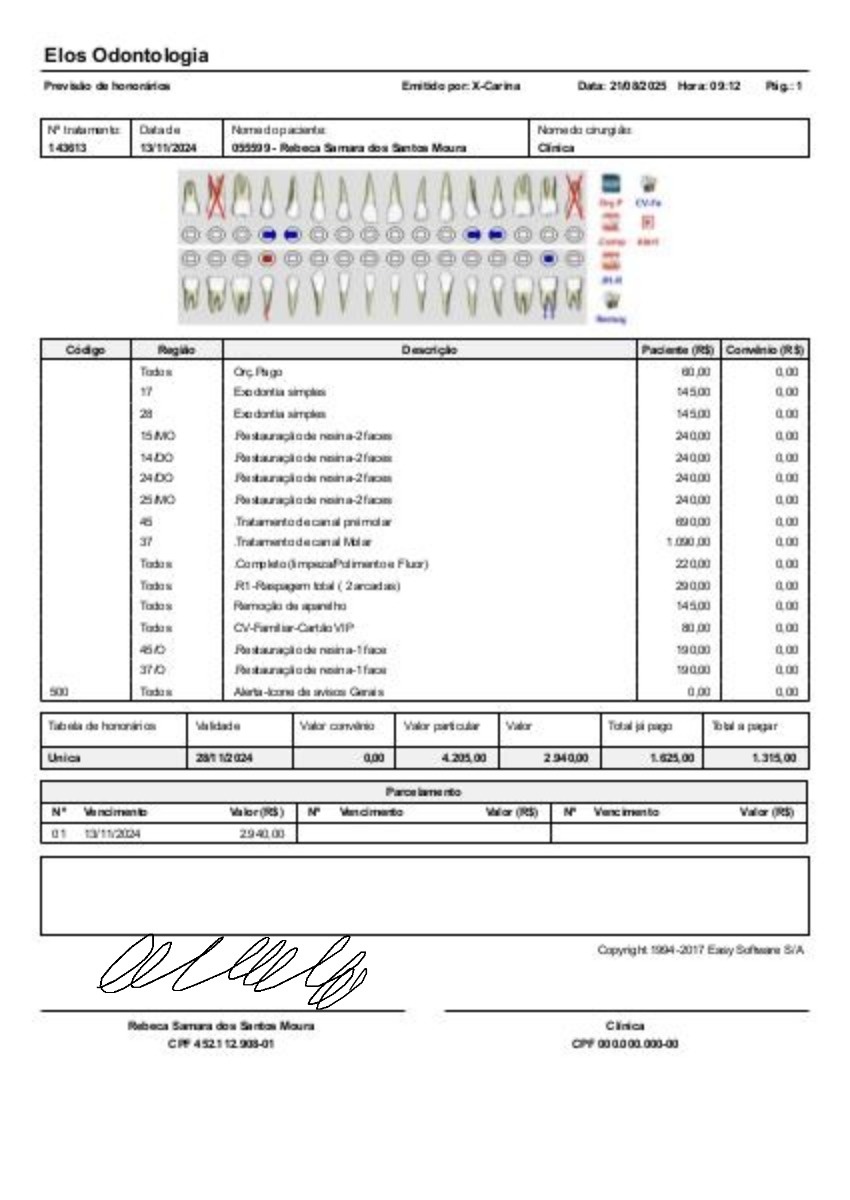 Elos Odontologia
Previsão de honorários Emitido por: X-Carina Data: 21/08/2025 Hora: 09:12 Pág.: 1
Nº tratamento: Data de Nome do paciente: Nome do cirurgião:
143613 13/11/2024 055599 - Rebeca Samara dos Santos Moura Clínica
Orç.P CV-Fa
Alert
Código Região Descrição Paciente (R$) Convênio (R$)
Todos Orç.Pago 60,00 0,00
17 Exodontia simples 145,00 0,00
28 Exodontia simples 145,00 0,00
15/MO .Restauração de resina-2 faces 240,00 0,00
14/DO .Restauração de resina-2 faces 240,00 0,00
24/DO .Restauração de resina-2 faces 240,00 0,00
25/MO .Restauração de resina-2 faces 240,00 0,00
45 .Tratamento de canal pré molar 690,00 0,00
37 .Tratamento de canal Molar 1.090,00 0,00
Todos .Completo (limpeza/Polimento e Fluor) 220,00 0,00
Todos .R1-Raspagem total ( 2 arcadas) 290,00 0,00
Todos Remoção de aparelho 145,00 0,00
Todos CV-Familiar-Cartão VIP 80,00 0,00
45/O .Restauração de resina-1 face 190,00 0,00
37/O .Restauração de resina-1 face 190,00 0,00
500 Todos Alerta-Icone de avisos Gerais 0,00 0,00
Tabela de honorários Validade Valor convênio Valor particular Valor Total já pago Total a pagar
Unica 28/11/2024 0,00 4.205,00 2.940,00 1.625,00 1.315,00
Parcelamento
Nº Vencimento Valor (R$) Nº Vencimento Valor (R$) Nº Vencimento Valor (R$)
01 13/11/2024 2.940,00
Copyright 1994-2017 Easy Software S/A
Rebeca Samara dos Santos Moura Clínica
CPF 452.112.908-01 CPF 000.000.000-00